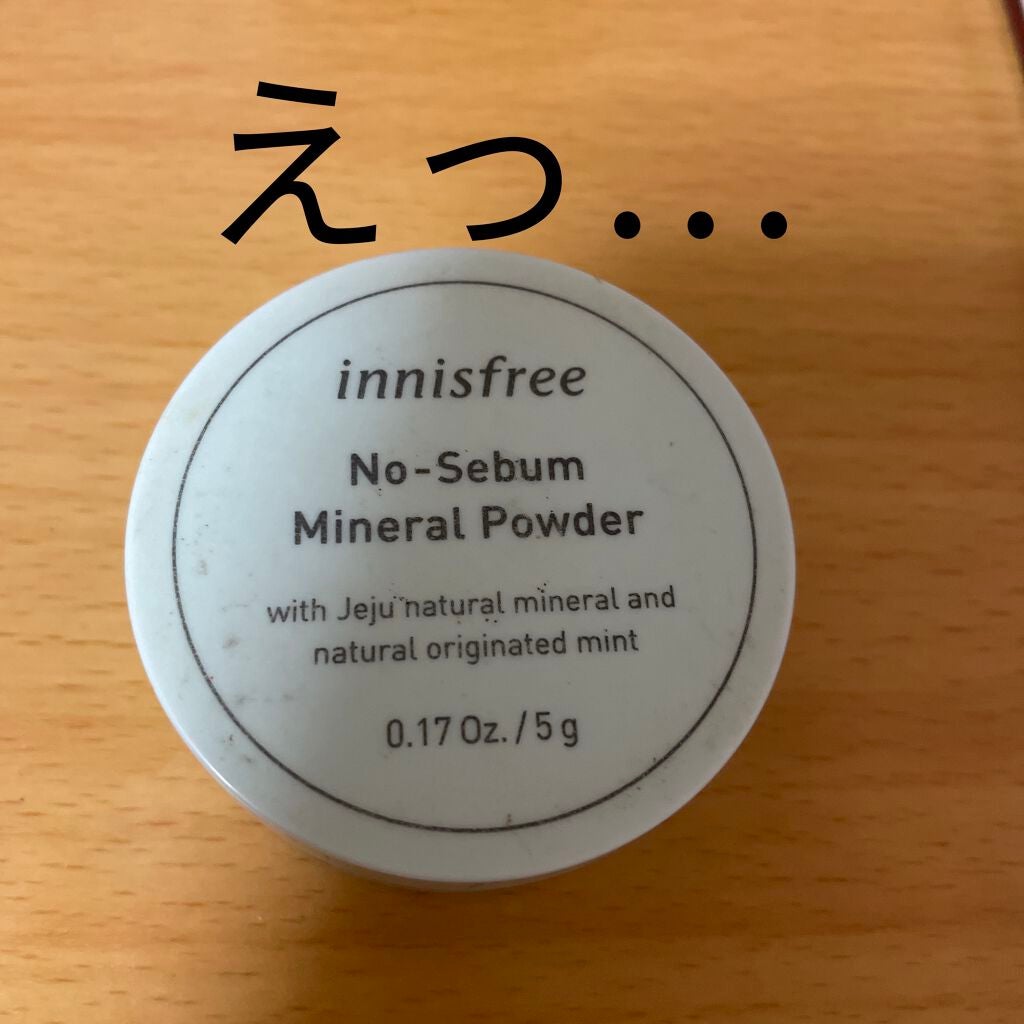 えっ...
innisfree
No-Sebum
Mineral Powder
with Jeju natural mineral and
natural originated mint
0.17 Oz. / 5 g